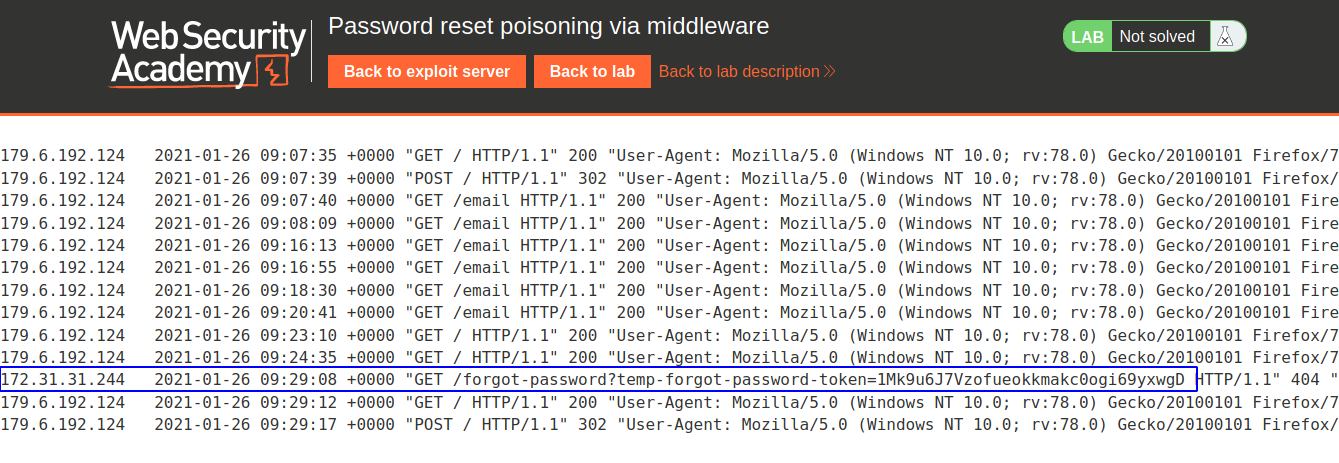 Web Security
Academy
Password reset poisoning via middleware
Back to exploit server
Back to lab
Back to lab description
LAB
Not solved
179.6.192.124 2021-01-26 09:07:35 +0000 "GET / HTTP/1.1" 200 "User-Agent: Mozilla/5.0 (Windows NT 10.0; rv:78.0) Gecko/20100101 Firefox/7
179.6.192.124 2021-01-26 09:07:39 +0000 "POST / HTTP/1.1" 302 "User-Agent: Mozilla/5.0 (Windows NT 10.0; rv:78.0) Gecko/20100101 Firefox/
179.6.192.124 2021-01-26 09:07:40 +0000 "GET /email HTTP/1.1" 200 "User-Agent: Mozilla/5.0 (Windows NT 10.0; rv:78.0) Gecko/20100101 Fire
179.6.192.124 2021-01-26 09:08:09 +0000 "GET /email HTTP/1.1" 200 "User-Agent: Mozilla/5.0 (Windows NT 10.0; rv:78.0) Gecko/20100101 Fire
179.6.192.124 2021-01-26 09:16:13 +0000 "GET /email HTTP/1.1" 200 "User-Agent: Mozilla/5.0 (Windows NT 10.0; rv:78.0) Gecko/20100101 Fire
179.6.192.124 2021-01-26 09:16:55 +0000 "GET /email HTTP/1.1" 200 "User-Agent: Mozilla/5.0 (Windows NT 10.0; rv:78.0) Gecko/20100101 Fire
179.6.192.124 2021-01-26 09:18:30 +0000 "GET /email HTTP/1.1" 200 "User-Agent: Mozilla/5.0 (Windows NT 10.0; rv:78.0) Gecko/20100101 Fire
179.6.192.124 2021-01-26 09:20:41 +0000 "GET /email HTTP/1.1" 200 "User-Agent: Mozilla/5.0 (Windows NT 10.0; rv:78.0) Gecko/20100101 Fire
179.6.192.124 2021-01-26 09:23:10 +0000 "GET / HTTP/1.1" 200 "User-Agent: Mozilla/5.0 (Windows NT 10.0; rv:78.0) Gecko/20100101 Firefox/7
179.6.192.124 2021-01-26 09:24:35 +0000 "GET / HTTP/1.1" 200 "User-Agent: Mozilla/5.0 (Windows NT 10.0; rv:78.0) Gecko/20100101 Firefox/7
172.31.31.244 2021-01-26 09:29:08 +0000 "GET /forgot-password?temp-forgot-password-token=1Mk9u6J7Vzofueokkmakc0ogi69yxwgD HTTP/1.1" 404 "
179.6.192.124 2021-01-26 09:29:12 +0000 "GET / HTTP/1.1" 200 "User-Agent: Mozilla/5.0 (Windows NT 10.0; rv:78.0) Gecko/20100101 Firefox/7
179.6.192.124 2021-01-26 09:29:17 +0000 "POST / HTTP/1.1" 302 "User-Agent: Mozilla/5.0 (Windows NT 10.0; rv:78.0) Gecko/20100101 Firefox/